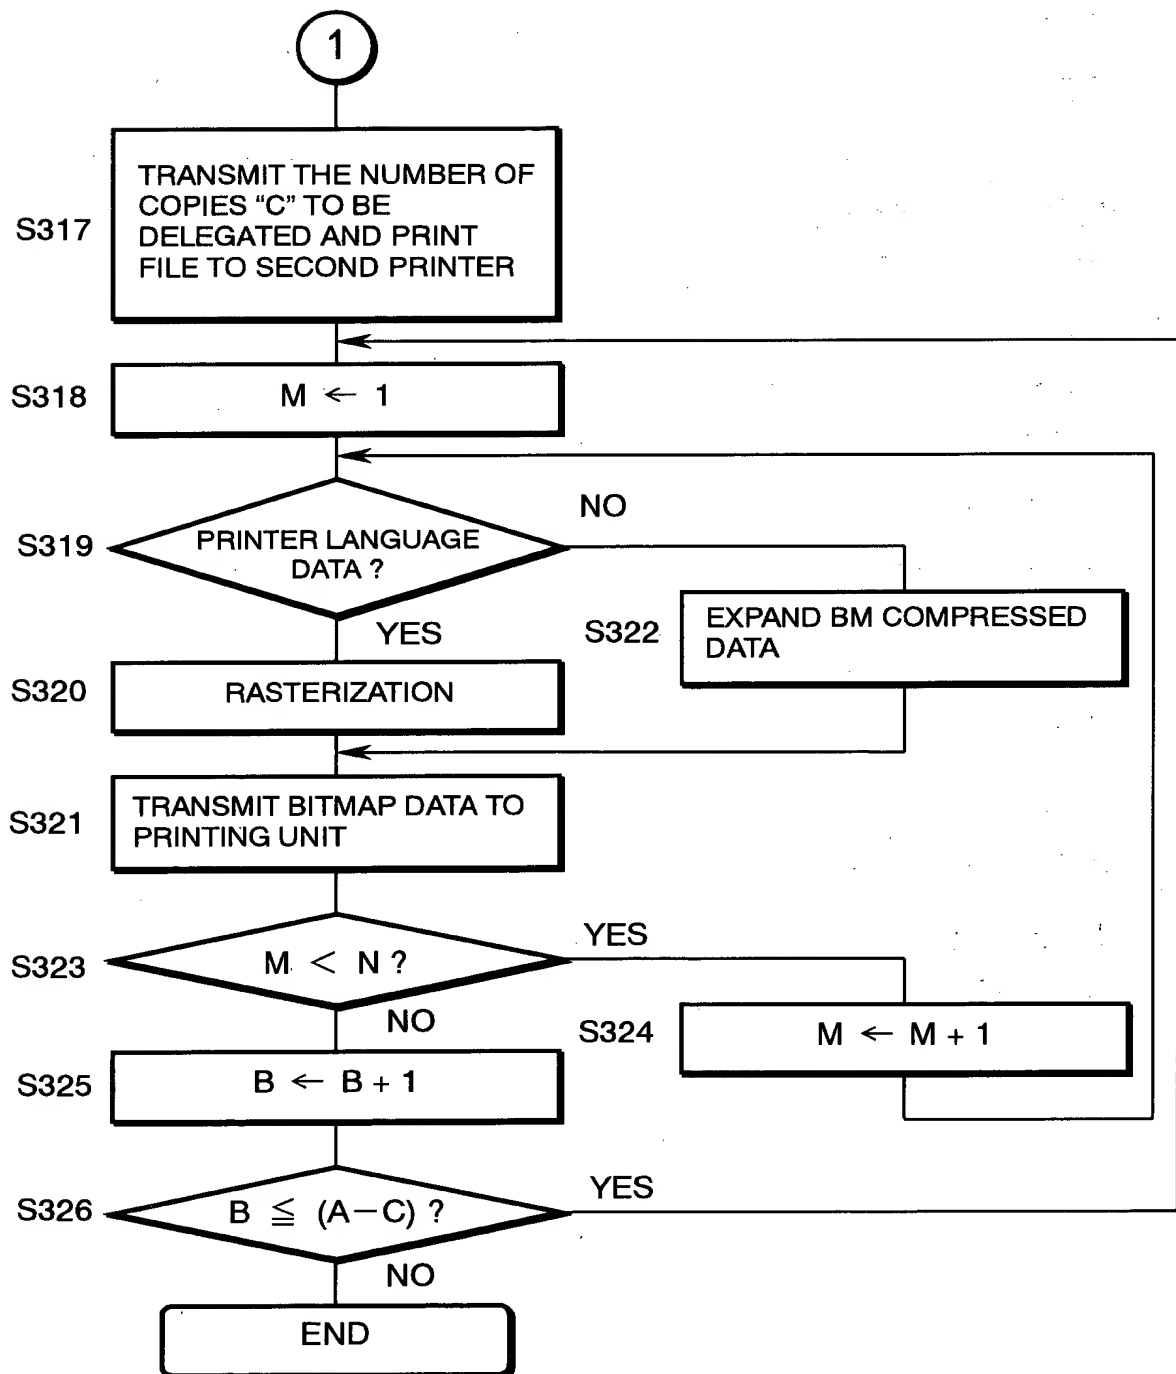 1
S317
TRANSMIT THE NUMBER OF
COPIES “C” TO BE
DELEGATED AND PRINT
FILE TO SECOND PRINTER
S318
M ← 1
S319
PRINTER LANGUAGE
DATA ?
NO
YES
S322
EXPAND BM COMPRESSED
DATA
S320
RASTERIZATION
S321
TRANSMIT BITMAP DATA TO
PRINTING UNIT
S323
M < N ?
YES
NO
S324
M ← M + 1
S325
B ← B + 1
S326
B ≦ (A－C) ?
YES
NO
END